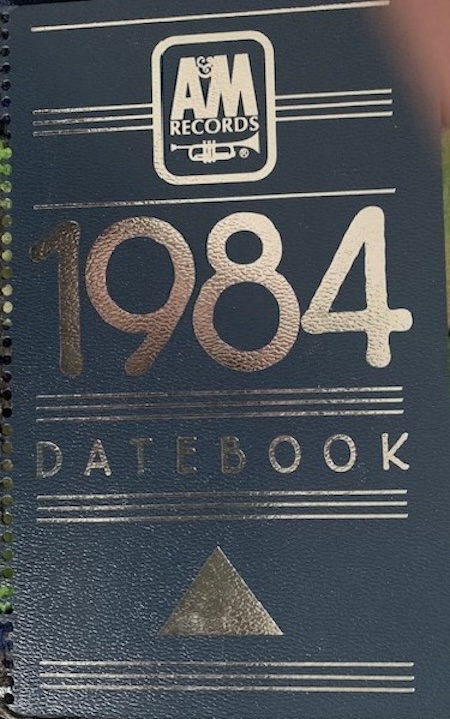 A&M
RECORDS
®
1984
DATEBOOK